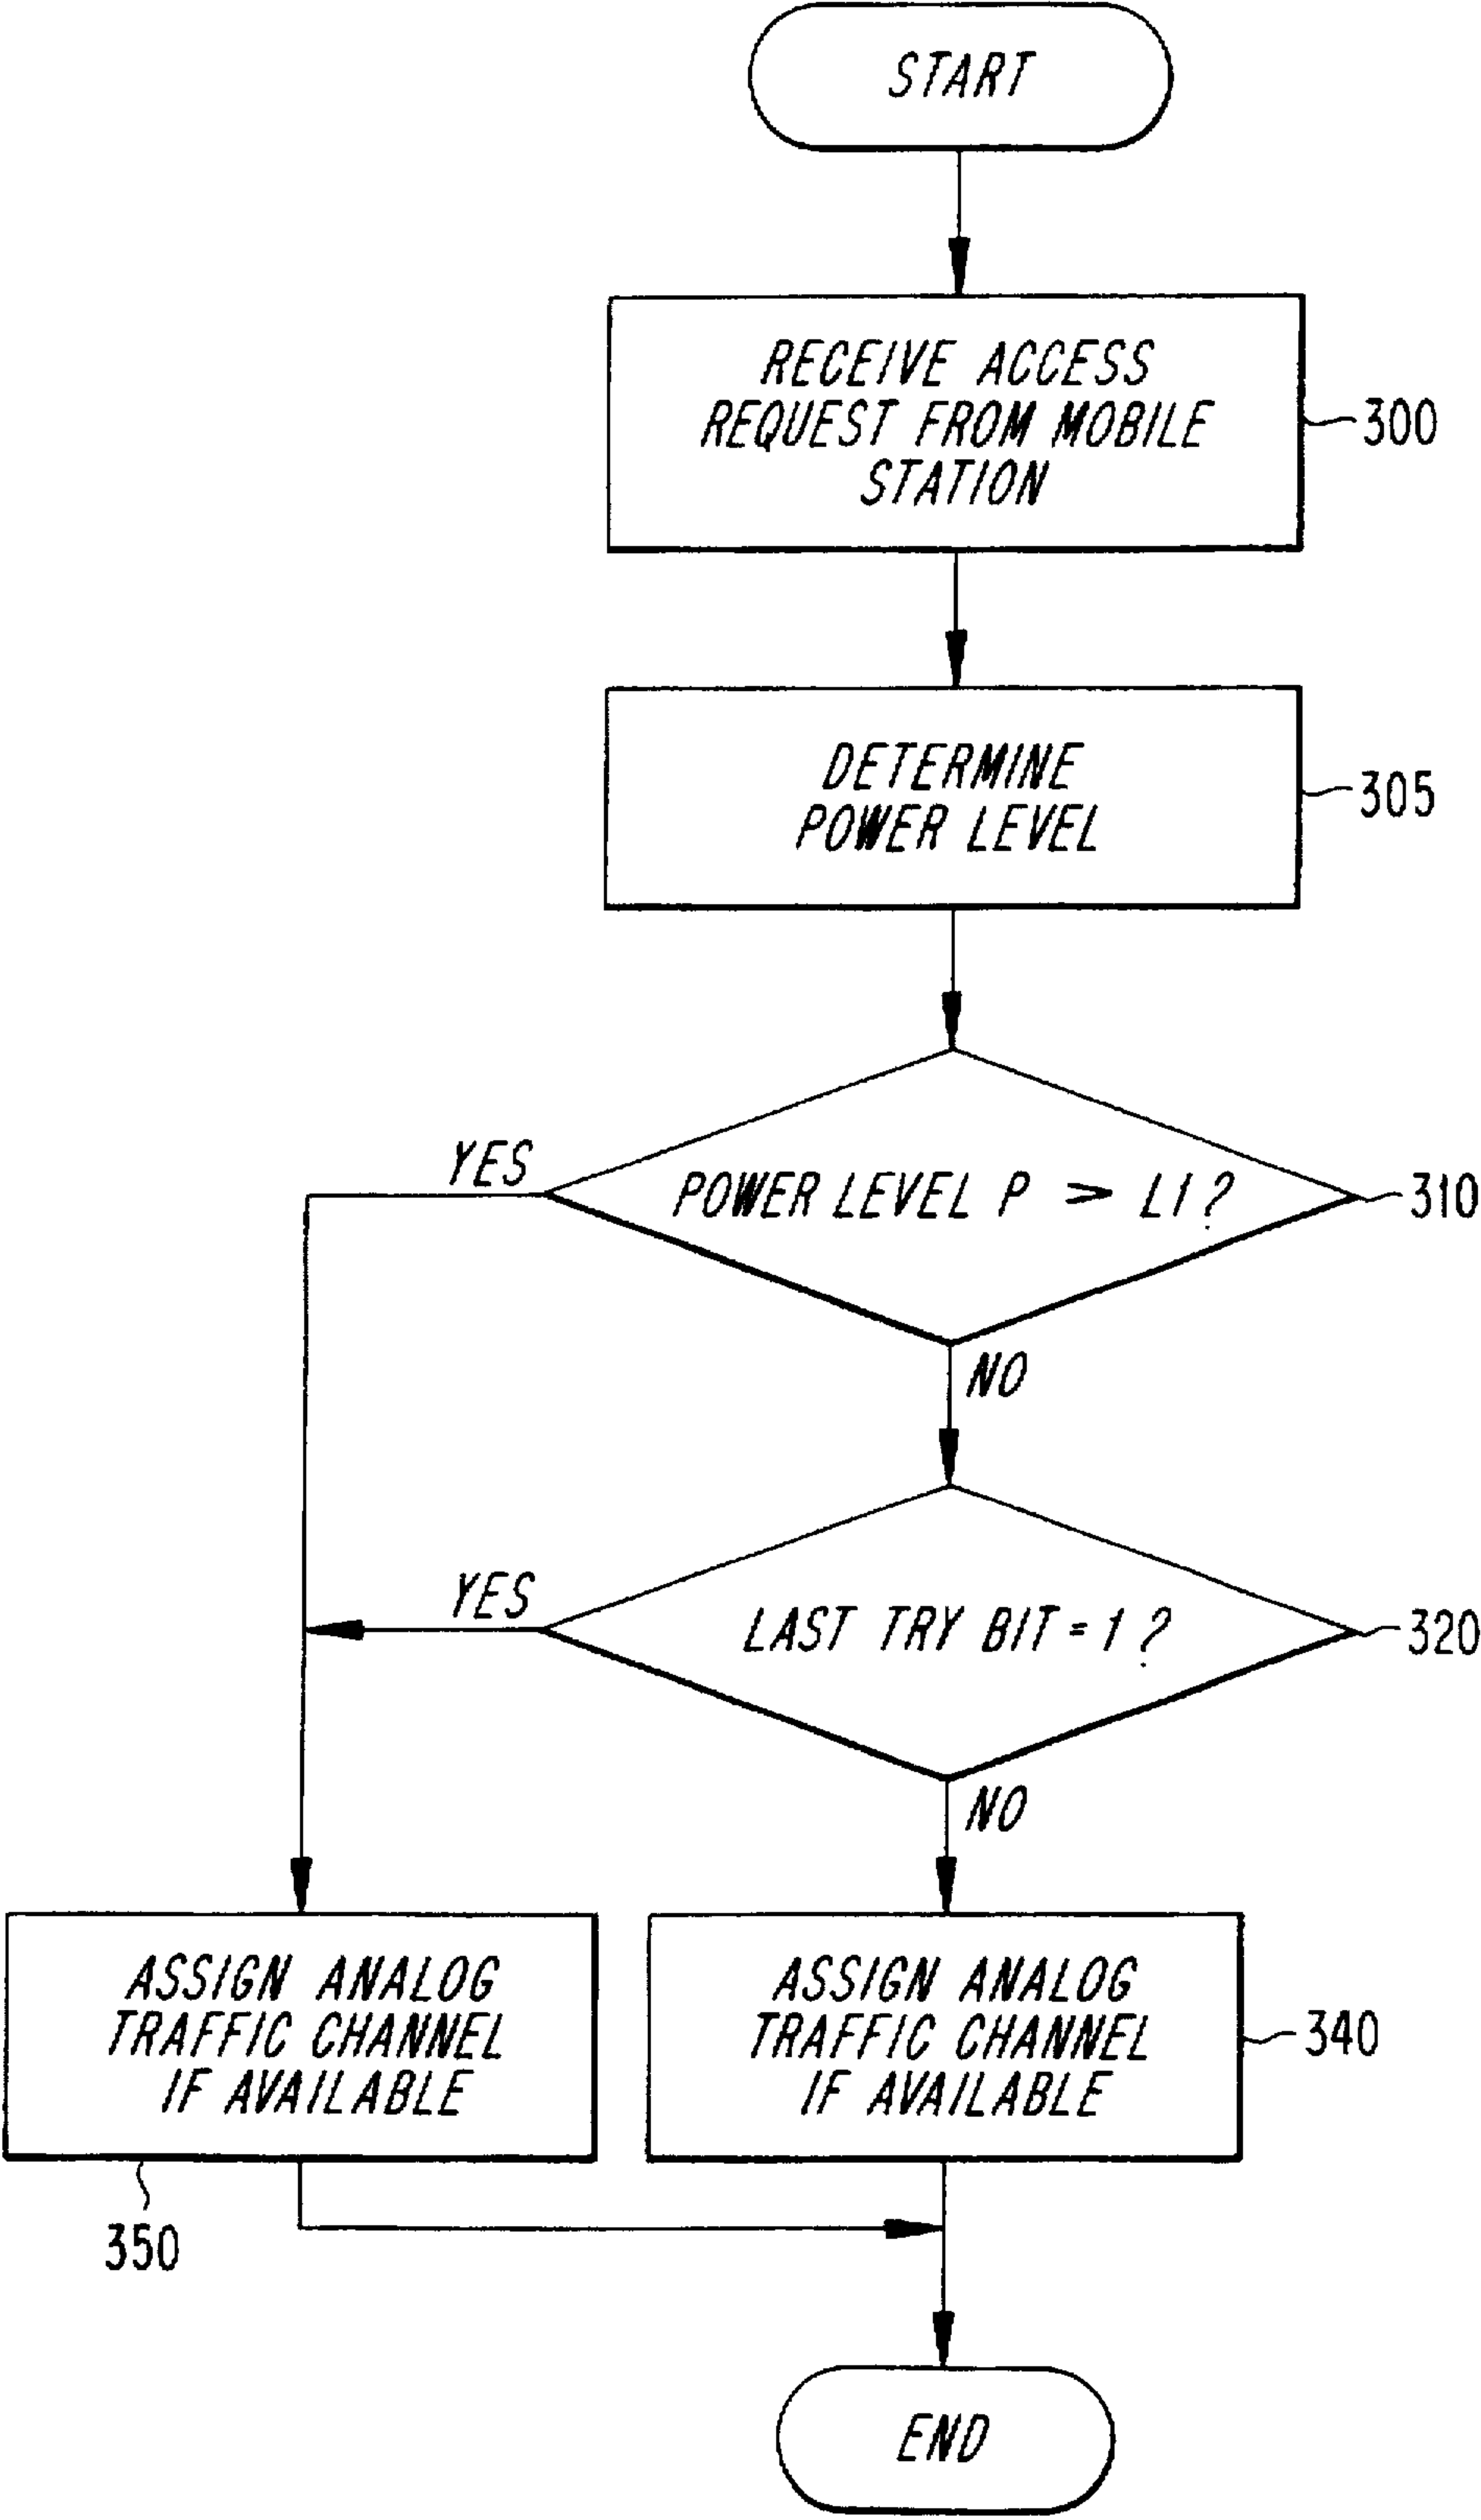 START
RECEIVE ACCESS
REQUEST FROM MOBILE
STATION
300
DETERMINE
POWER LEVEL
305
YES
POWER LEVEL P > L1?
310
NO
YES
LAST TRY BIT=1?
320
NO
ASSIGN ANALOG
TRAFFIC CHANNEL
IF AVAILABLE
350
ASSIGN ANALOG
TRAFFIC CHANNEL
IF AVAILABLE
340
END